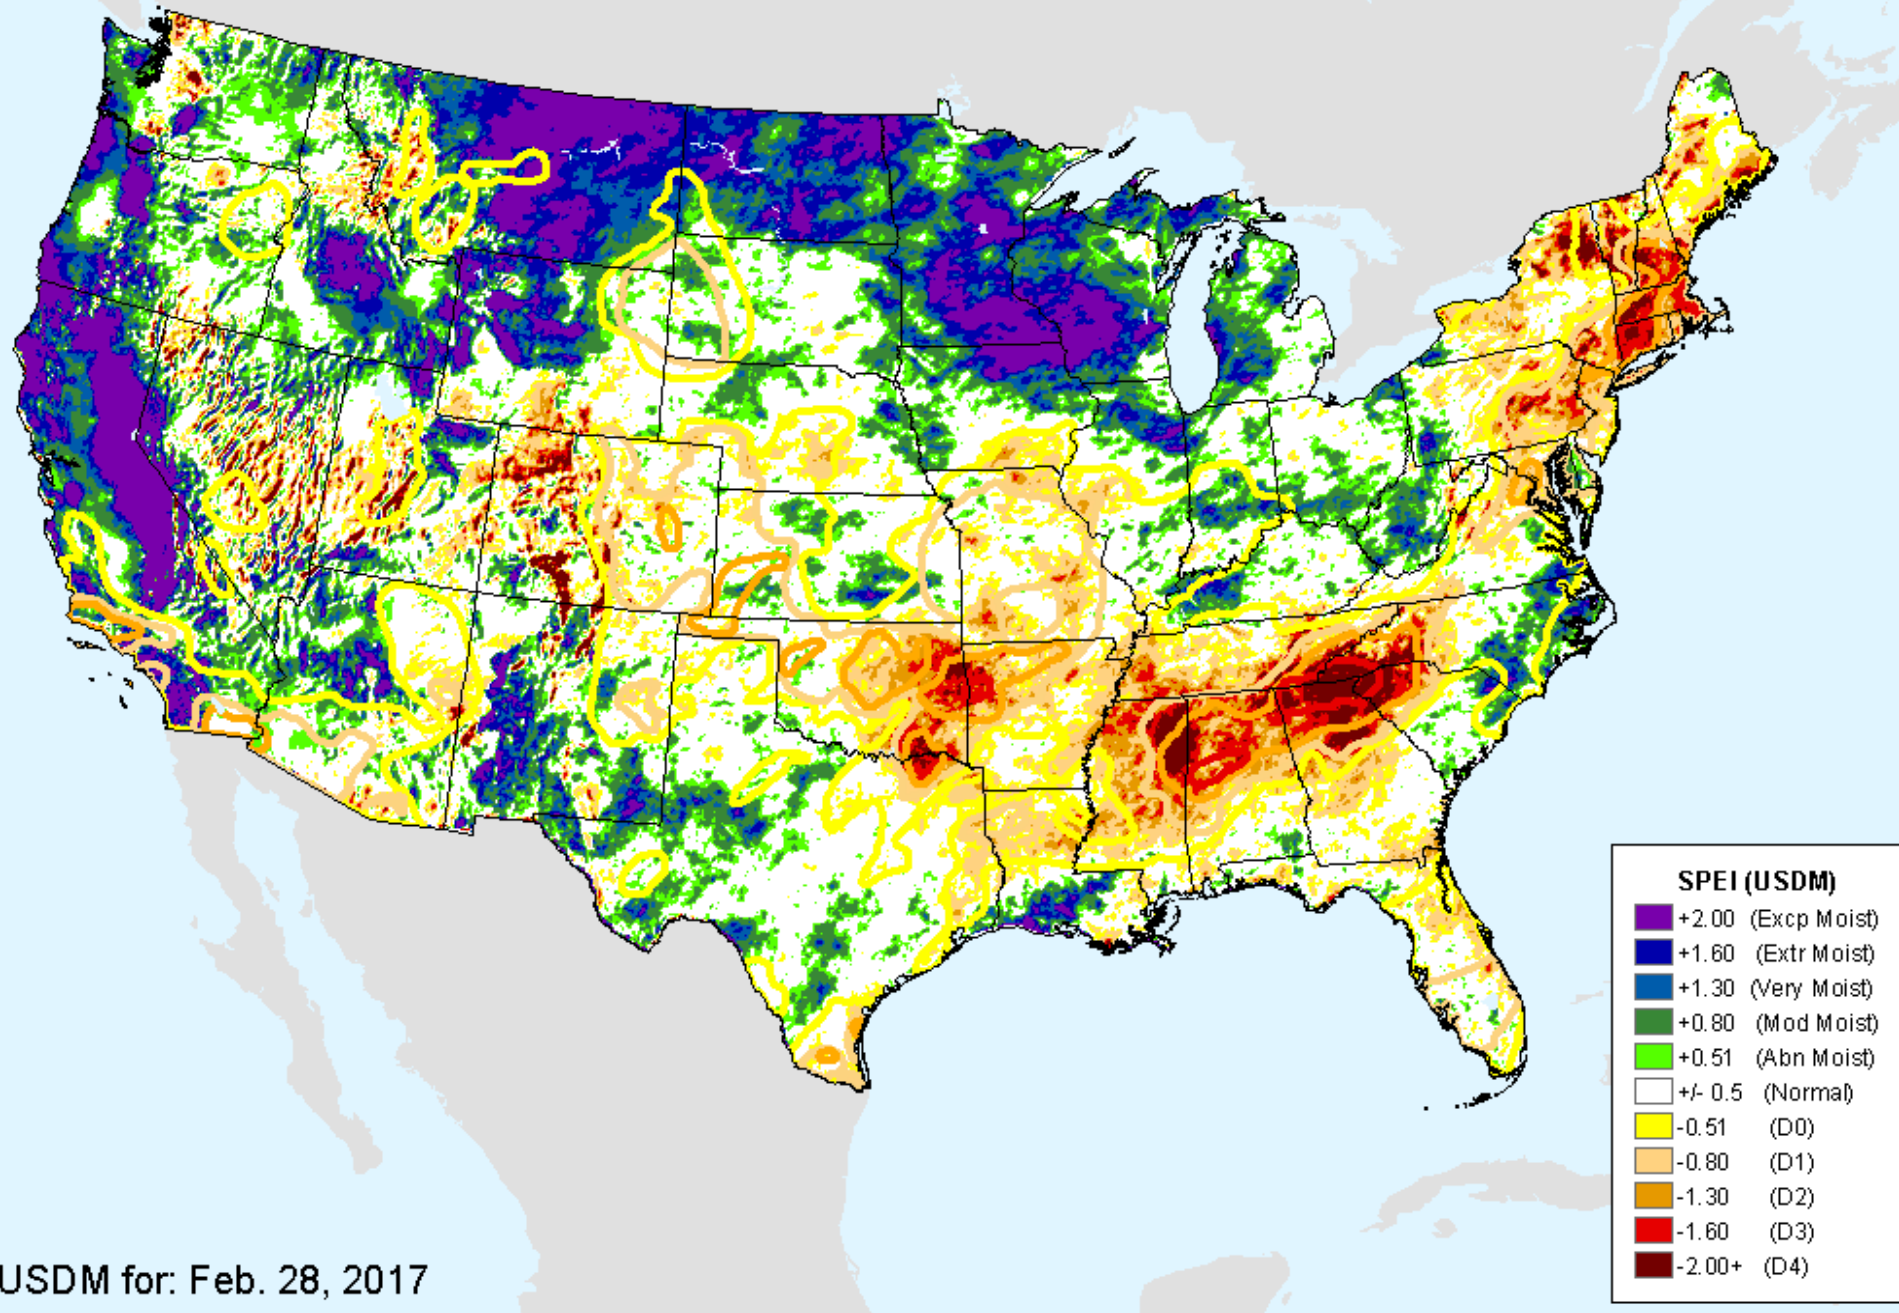 SPEI (USDM)
+2.00 (Excp Moist)
+1.60 (Extr Moist)
+1.30 (Very Moist)
+0.80 (Mod Moist)
+0.51 (Abn Moist)
+/- 0.5 (Normal)
-0.51 (D0)
-0.80 (D1)
-1.30 (D2)
-1.60 (D3)
-2.00+ (D4)
USDM for: Feb. 28, 2017